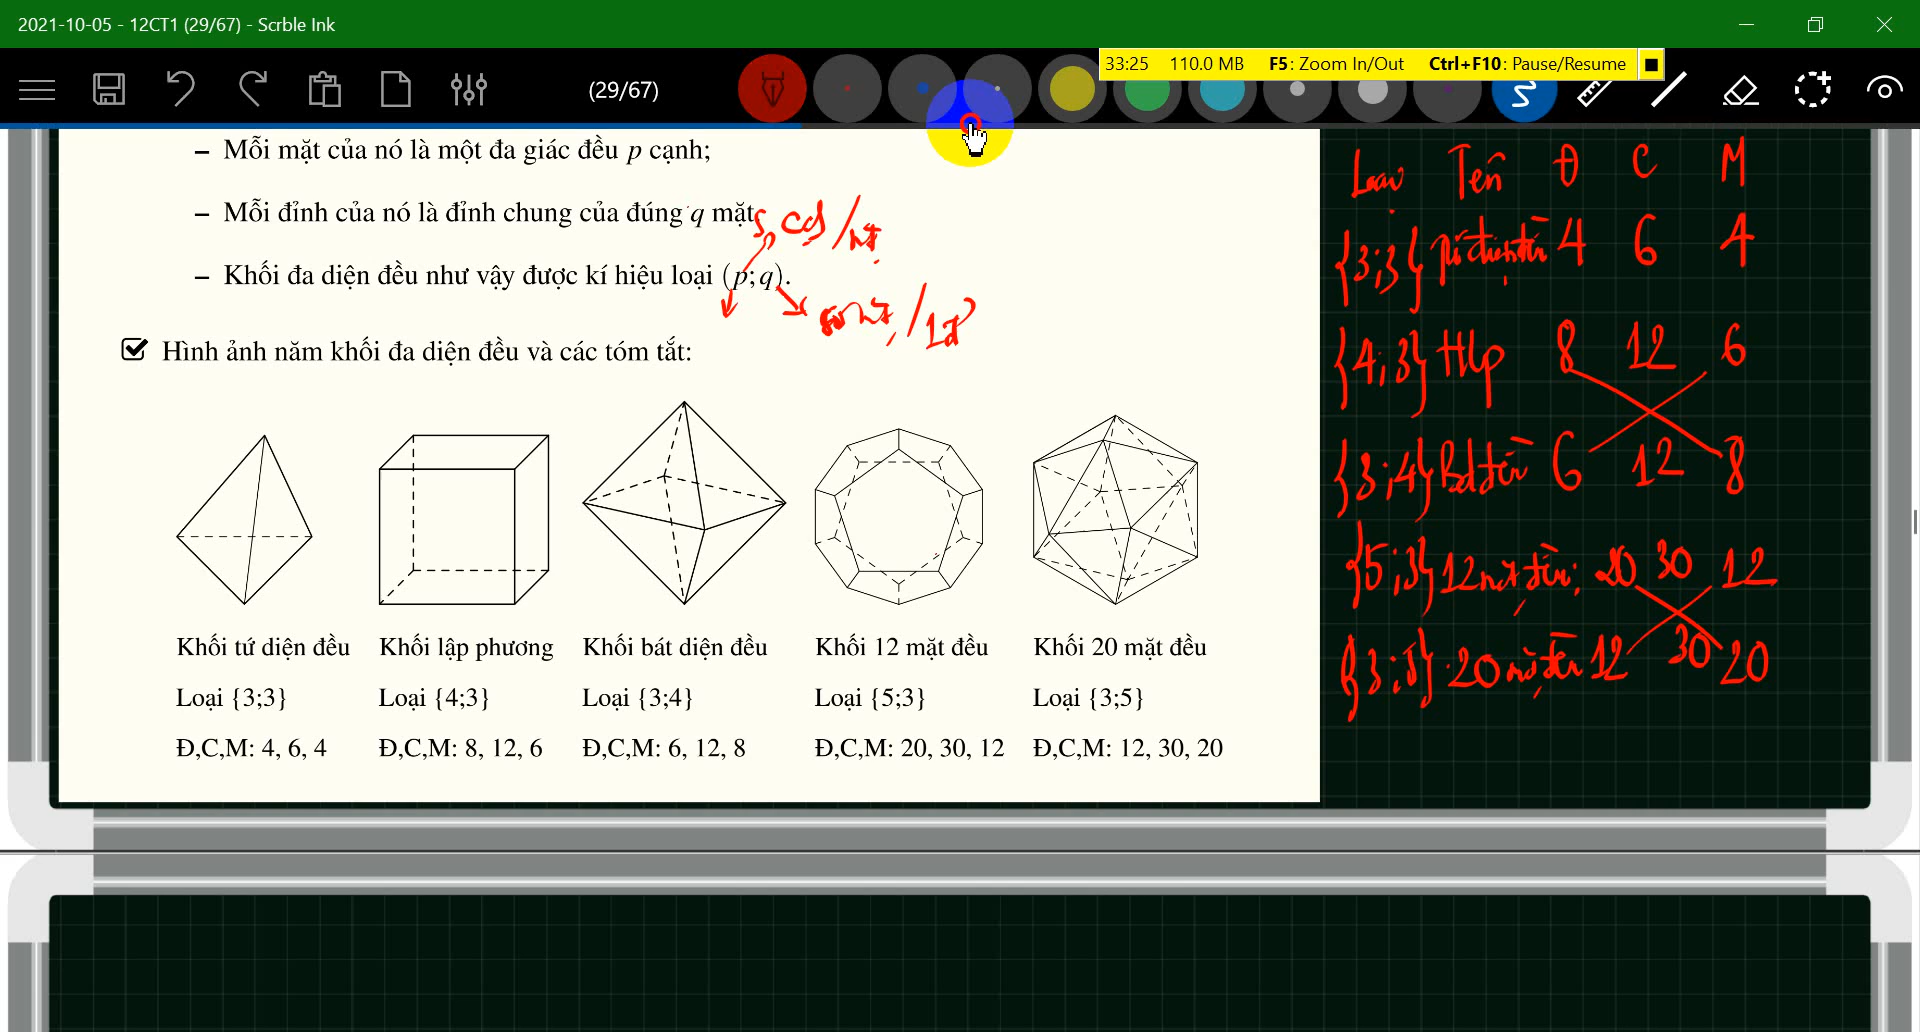 2021-10-05 - 12CT1 (29/67) - Scrble Ink
33:25 110.0 MB F5: Zoom In/Out Ctrl+F10: Pause/Resume
(29/67)
– Mỗi mặt của nó là một đa giác đều p cạnh;
– Mỗi đỉnh của nó là đỉnh chung của đúng q mặt
– Khối đa diện đều như vậy được kí hiệu loại (p;q).
Hình ảnh năm khối đa diện đều và các tóm tắt:
Khối tứ diện đều Khối lập phương Khối bát diện đều Khối 12 mặt đều Khối 20 mặt đều
Loại {3;3} Loại {4;3} Loại {3;4} Loại {5;3} Loại {3;5}
Đ,C,M: 4, 6, 4 Đ,C,M: 8, 12, 6 Đ,C,M: 6, 12, 8 Đ,C,M: 20, 30, 12 Đ,C,M: 12, 30, 20
Loại Tên Đ C M
{3;3} 4 6 4
{4;3} Hlp 8 12 6
{3;4} 6 12 8
{5;3} 12 mặt đều; 20 30 12
{3;5} 20 mặt đều 12 30 20